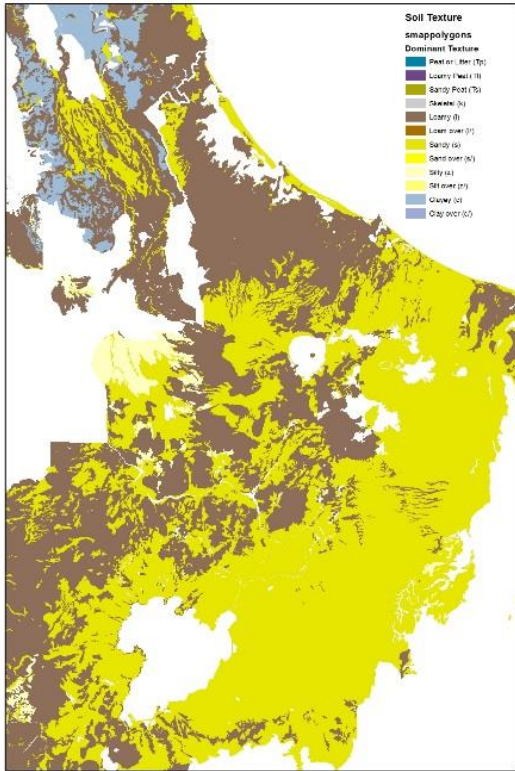 Soil Texture
smappolygons
Dominant Texture
Peat or Litter (Tp)
Loamy Peat (Tl)
Sandy Peat (Ts)
Skeletal (k)
Loamy (l)
Loam over (l/)
Sandy (s)
Sand over (s/)
Silty (z)
Silt over (z/)
Clayey (c)
Clay over (c/)